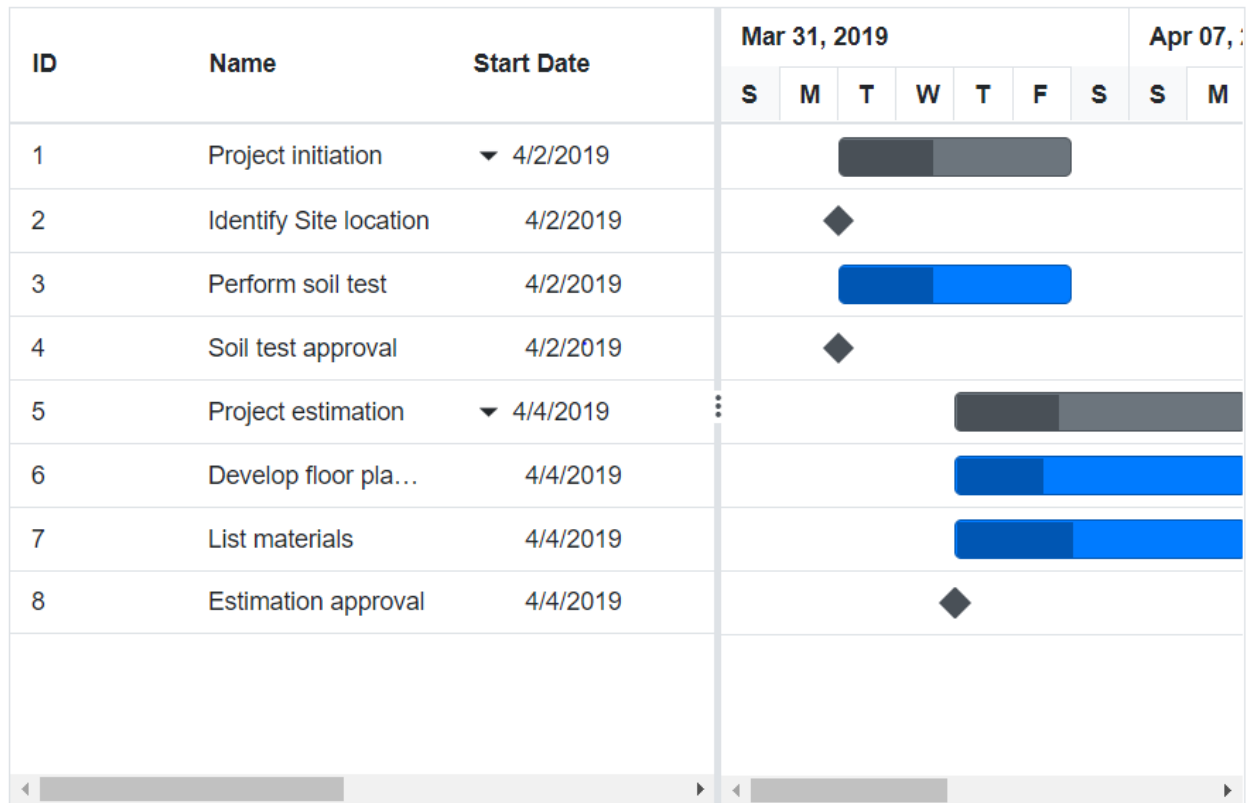 ID Name Start Date
Mar 31, 2019 Apr 07,
S M T W T F S S M
1 Project initiation 4/2/2019
2 Identify Site location 4/2/2019
3 Perform soil test 4/2/2019
4 Soil test approval 4/2/2019
5 Project estimation 4/4/2019
6 Develop floor pla... 4/4/2019
7 List materials 4/4/2019
8 Estimation approval 4/4/2019